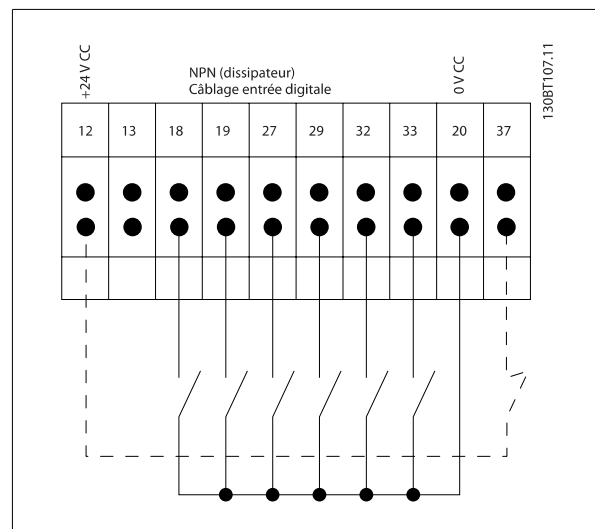 +24 V CC
NPN (dissipateur)
Câblage entrée digitale
0 V CC
130BT107.11
12 13 18 19 27 29 32 33 20 37